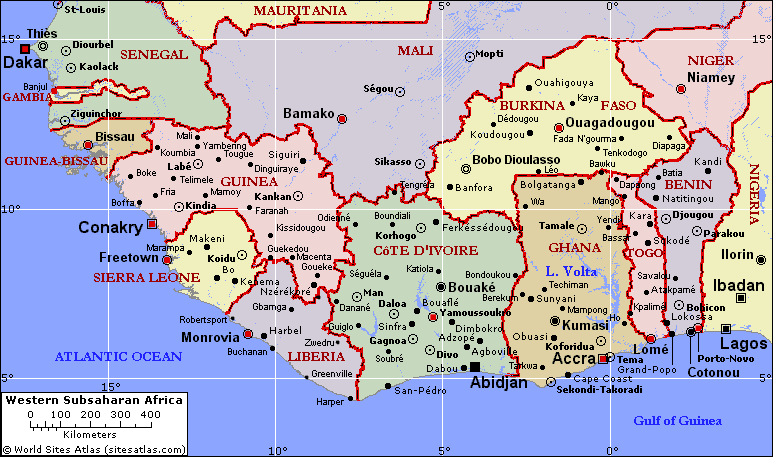 St-Louis
MAURITANIA
5°
0°
Thiès
15°
Diourbel
Dakar
SENEGAL
MALI
Mopti
NIGER
15°
Kaolack
Niamey
Banjul
Ségou
Ouahigouya
GAMBIA
Kaya
Ziguinchor
BURKINA FASO
Bamako
Dédougou
Ouagadougou
Bissau
Mali
Koudougou
Fada N'gourma
Diapaga
Yambenng
Koumbia
Tougue
Siguiri
Tenkodogo
GUINEA-BISSAU
Labé
Dinguiraye
Sikasso
Bobo Dioulasso
Bawku
Kandi
Boke
Telimele
Léo
Batia
GUINEA
Tengréla
Banfora
Bolgatanga
Dapaong
BENIN
Fria
Mamoy
Kankan
Natitingou
NIGERIA
Boffa
Kindia
Wa
Mango
10°
Faranah
Odienné
Boundiali
Djougou
Conakry
Kissidougou
Korhogo
Ferkéssédougou
Tamale
Yendi
Kara
Parakou
Makeni
Bassar
Sokodé
Freetown
Marampa
Guekedou
CôTE D'IVOIRE
GHANA
TOGO
Ilorin
Koidu
Macenta
Bo
Gouekei
Séguéla
Katiola
Bondoukou
L. Volta
SIERRA LEONE
Kenema
Nzérékoré
Bouaké
Techiman
Savalou
Atakpamé
Ibadan
Man
Berekum
Sunyani
Gbamga
Danané
Daloa
Bouaflé
Mampong
Kpalimé
Bohicon
Robertsport
Yamoussoukro
Lokossa
Guiglo
Sinfra
Dimbokro
Kumasi
Ho
Harbel
Monrovia
Zwedru
Gagnoa
Adzopé
Obuasi
Koforidua
Lagos
Buchanan
LIBERIA
Divo
Agboville
Accra
Lomé
ATLANTIC OCEAN
Soubré
Tema
Porto-Novo
Dabou
Tarkwa
Grand-Popo
Cotonou
Greenville
Abidjan
Cape Coast
5°
15°
San-Pédro
Sekondi-Takoradi
5°
Harper
Western Subsaharan Africa
0 100 200 300 400
Kilometers
Gulf of Guinea
© World Sites Atlas (sitesatlas.com)
10°
5°
0°